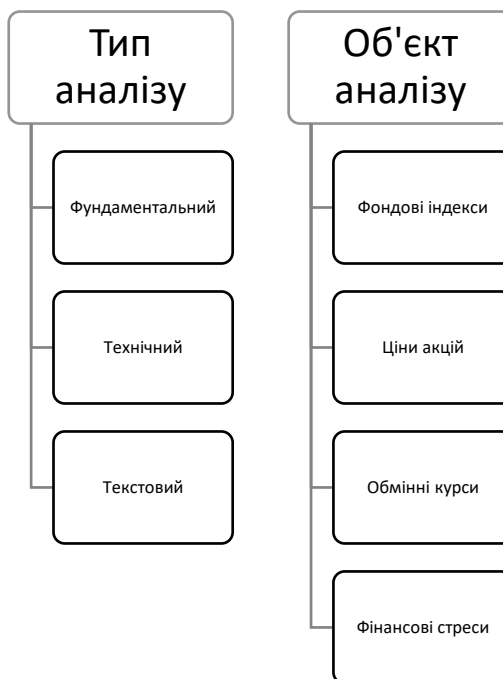 Тип
аналізу
Фундаментальний
Технічний
Текстовий
Об'єкт
аналізу
Фондові індекси
Ціни акцій
Обмінні курси
Фінансові стреси